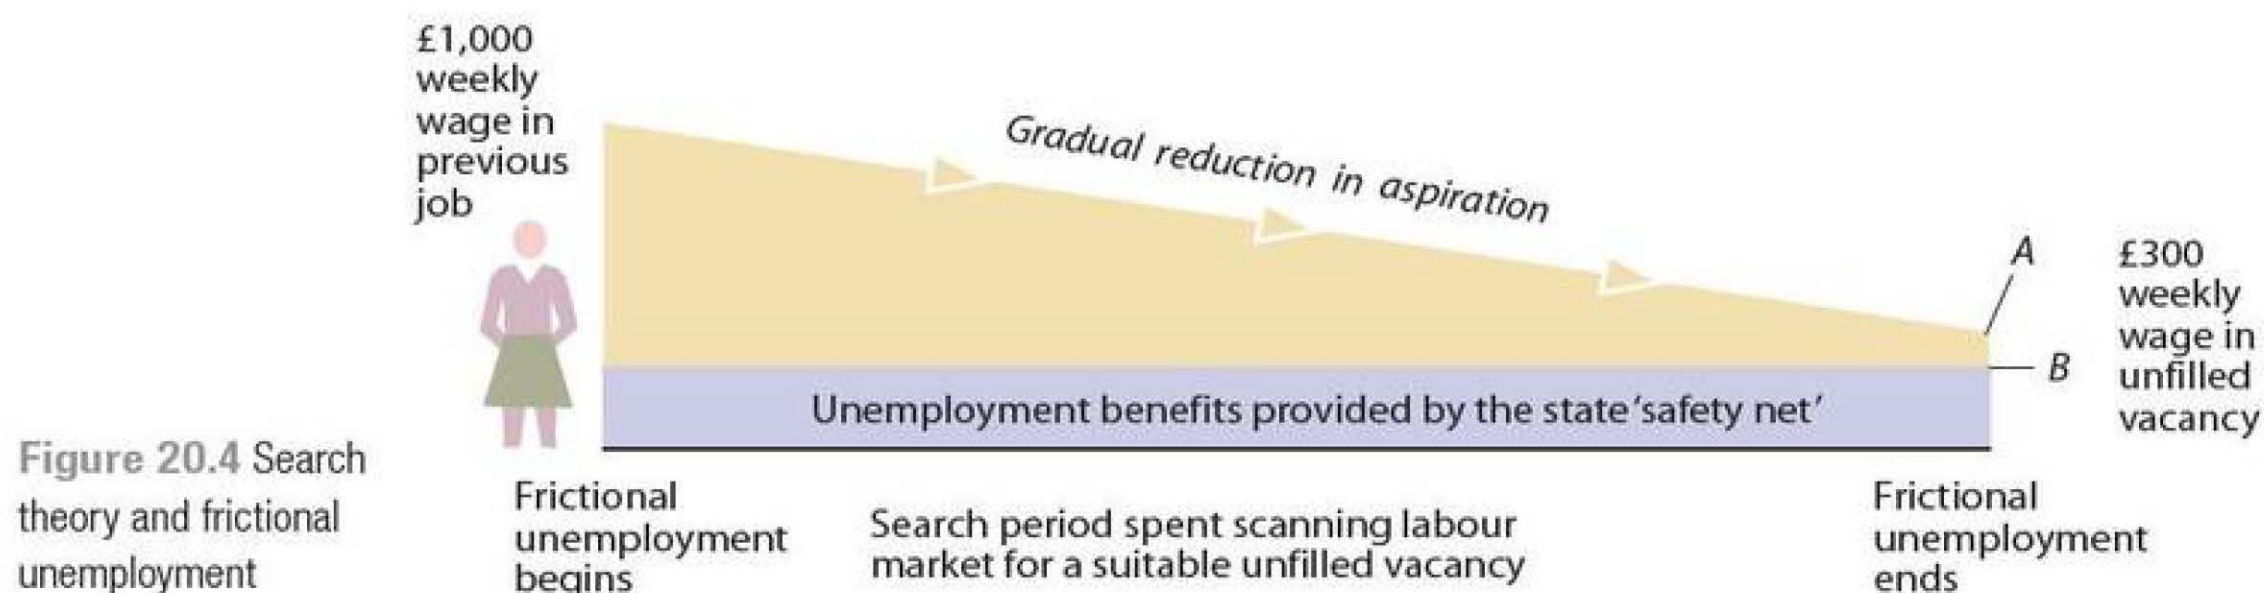 £1,000
weekly
wage in
previous
job
Gradual reduction in aspiration
A
£300
weekly
wage in
unfilled
vacancy
B
Unemployment benefits provided by the state ‘safety net’
Figure 20.4 Search
theory and frictional
unemployment
Frictional
unemployment
begins
Search period spent scanning labour
market for a suitable unfilled vacancy
Frictional
unemployment
ends